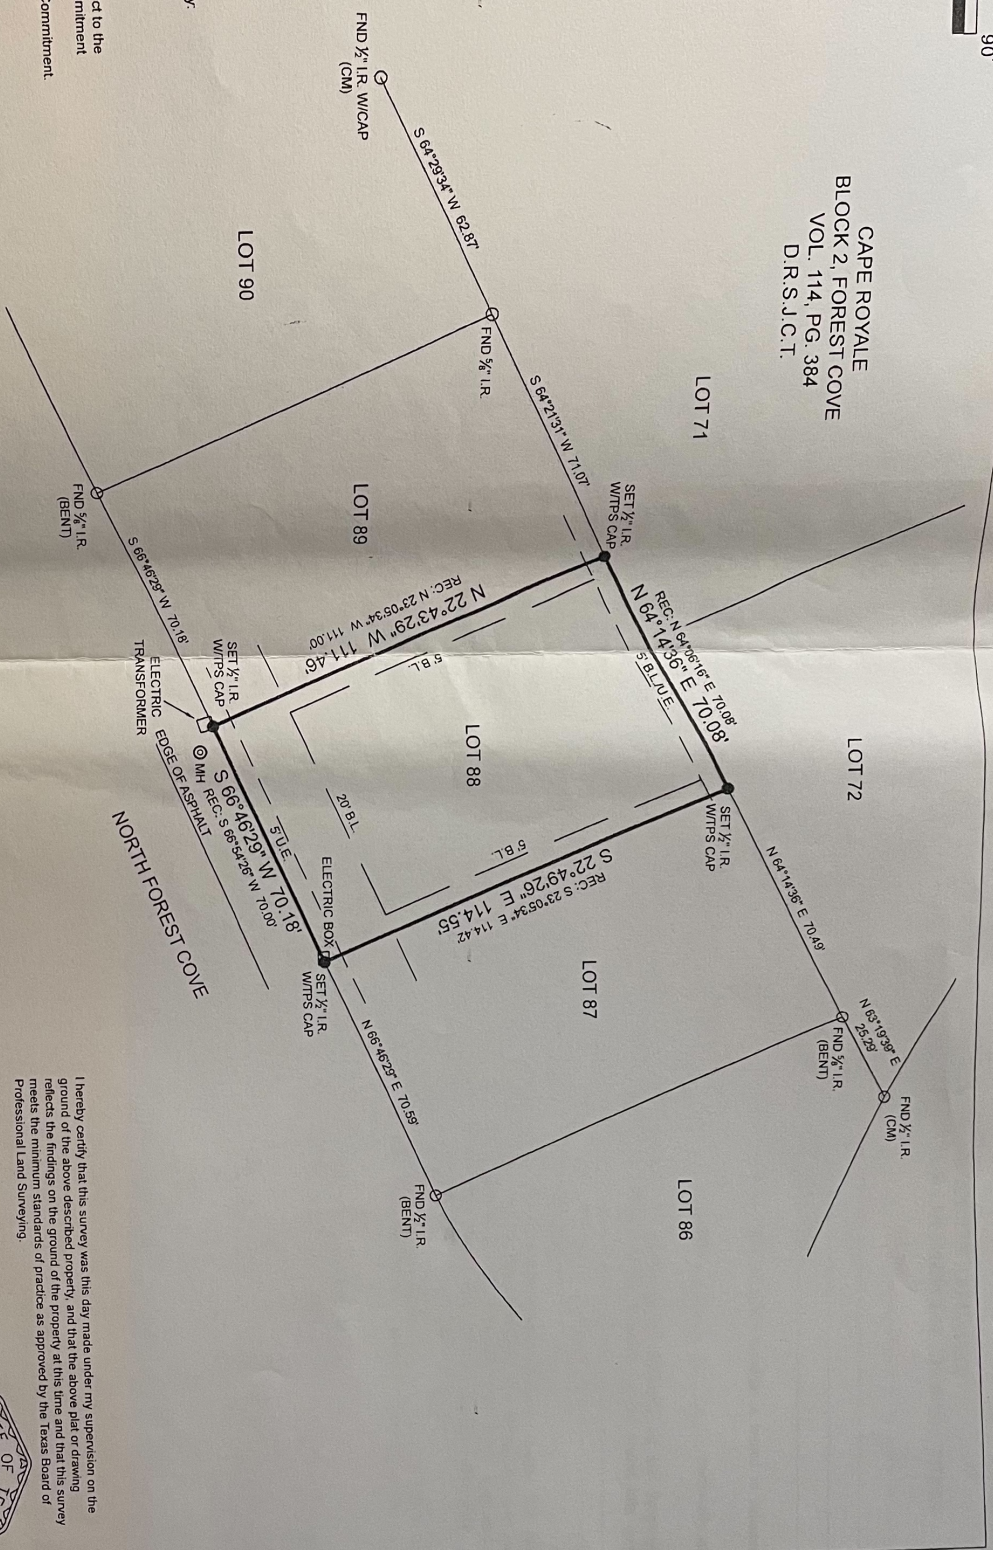 90'
CAPE ROYALE
BLOCK 2, FOREST COVE
VOL. 114, PG. 384
D.R.S.J.C.T.
LOT 71
LOT 72
FND ½" I.R. W/CAP
(CM)
S 64°29'34" W 62.87'
FND ⅝" I.R.
S 64°21'31" W 71.07'
SET ½" I.R.
W/TPS CAP
REC: N 64°06'16" E 70.08'
N 64°14'36" E 70.08'
5' B.L./U.E.
SET ½" I.R.
W/TPS CAP
N 64°14'36" E 70.49'
FND ⅝" I.R.
(BENT)
N 63°19'39" E
25.29'
FND ½" I.R.
(CM)
LOT 90
LOT 89
LOT 88
LOT 87
LOT 86
N 22°43'29" W 111.46'
REC: N 23°05'34" W 111.00'
5' B.L.
5' B.L.
S 22°49'26" E 114.55'
REC: S 23°05'34" E 114.42'
20' B.L.
5' U.E.
FND ⅝" I.R.
(BENT)
S 66°46'29" W 70.18'
SET ½" I.R.
W/TPS CAP
ELECTRIC
TRANSFORMER
MH
S 66°46'29" W 70.18'
REC: S 66°54'26" W 70.00'
EDGE OF ASPHALT
ELECTRIC BOX
SET ½" I.R.
W/TPS CAP
N 66°46'29" E 70.59'
FND ½" I.R.
(BENT)
NORTH FOREST COVE
y:
ct to the
mitment
ommitment.
I hereby certify that this survey was this day made under my supervision on the
ground of the above described property, and that the above plat or drawing
reflects the findings on the ground of the property at this time and that this survey
meets the minimum standards of practice as approved by the Texas Board of
Professional Land Surveying.
E OF T